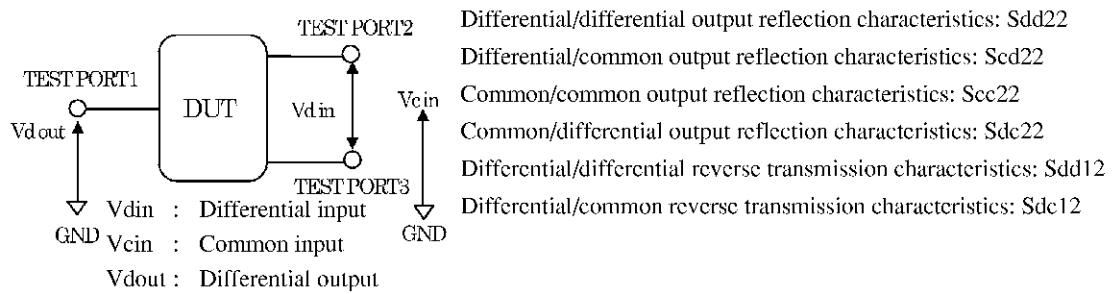 TEST PORT2
TEST PORT1
DUT
Vd in
Vc in
Vd out
TEST PORT3
GND
GND
Vdin : Differential input
Vcin : Common input
Vdout : Differential output
Differential/differential output reflection characteristics: Sdd22
Differential/common output reflection characteristics: Scd22
Common/common output reflection characteristics: Scc22
Common/differential output reflection characteristics: Sdc22
Differential/differential reverse transmission characteristics: Sdd12
Differential/common reverse transmission characteristics: Sdc12